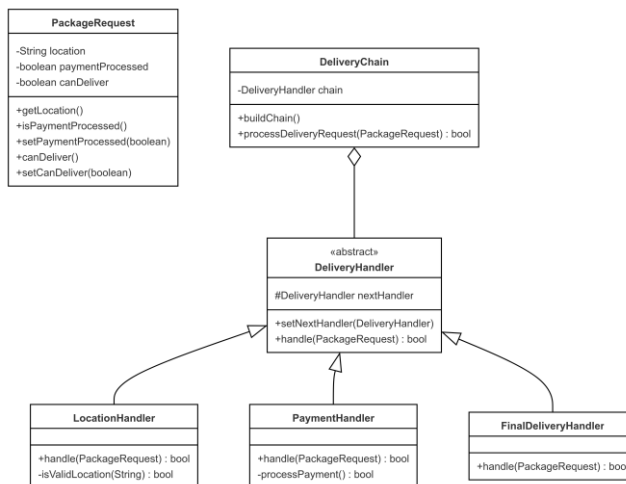 PackageRequest
-String location
-boolean paymentProcessed
-boolean canDeliver
+getLocation()
+isPaymentProcessed()
+setPaymentProcessed(boolean)
+canDeliver()
+setCanDeliver(boolean)
DeliveryChain
-DeliveryHandler chain
+buildChain()
+processDeliveryRequest(PackageRequest) : bool
«abstract»
DeliveryHandler
#DeliveryHandler nextHandler
+setNextHandler(DeliveryHandler)
+handle(PackageRequest) : bool
LocationHandler
+handle(PackageRequest) : bool
-isValidLocation(String) : bool
PaymentHandler
+handle(PackageRequest) : bool
-processPayment() : bool
FinalDeliveryHandler
+handle(PackageRequest) : boo